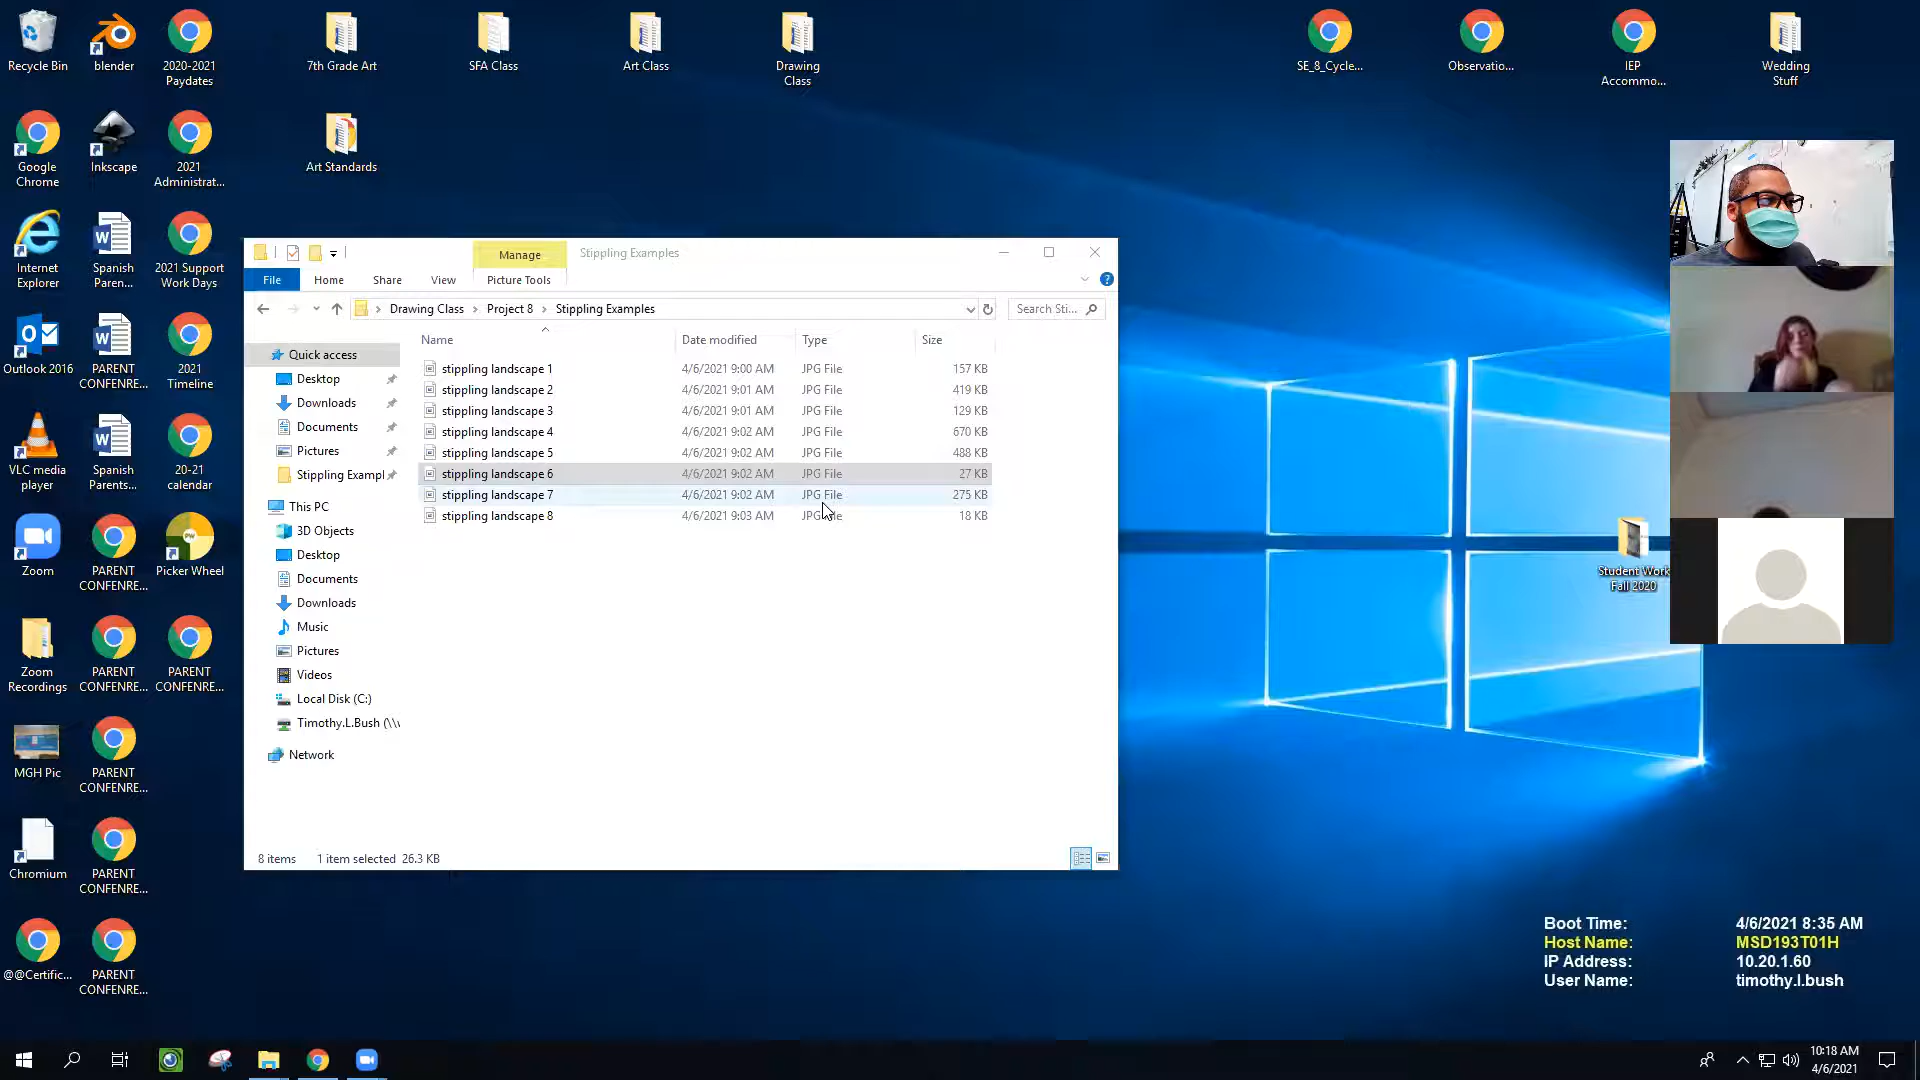 Recycle Bin
blender
2020-2021
Paydates
7th Grade Art
SFA Class
Art Class
Drawing
Class
SE_8_Cycle...
Observatio...
IEP
Accommo...
Wedding
Stuff
Google
Chrome
Inkscape
2021
Administrat...
Art Standards
Internet
Explorer
Spanish
Paren...
2021 Support
Work Days
Outlook 2016
PARENT
CONFENRE...
2021
Timeline
VLC media
player
Spanish
Parents...
20-21
calendar
Zoom
PARENT
CONFENRE...
Picker Wheel
Zoom
Recordings
PARENT
CONFENRE...
PARENT
CONFENRE...
MGH Pic
PARENT
CONFENRE...
Chromium
PARENT
CONFENRE...
@@Certific...
PARENT
CONFENRE...
Manage
Stippling Examples
File
Home
Share
View
Picture Tools
Drawing Class > Project 8 > Stippling Examples
Search Sti...
Name Date modified Type Size
stippling landscape 1 4/6/2021 9:00 AM JPG File 157 KB
stippling landscape 2 4/6/2021 9:01 AM JPG File 419 KB
stippling landscape 3 4/6/2021 9:01 AM JPG File 129 KB
stippling landscape 4 4/6/2021 9:02 AM JPG File 670 KB
stippling landscape 5 4/6/2021 9:02 AM JPG File 488 KB
stippling landscape 6 4/6/2021 9:02 AM JPG File 27 KB
stippling landscape 7 4/6/2021 9:02 AM JPG File 275 KB
stippling landscape 8 4/6/2021 9:03 AM JPG File 18 KB
Quick access
Desktop
Downloads
Documents
Pictures
Stippling Exampl
This PC
3D Objects
Desktop
Documents
Downloads
Music
Pictures
Videos
Local Disk (C:)
Timothy.L.Bush (\\
Network
8 items 1 item selected 26.3 KB
Student Work
Fall 2020
Boot Time: 4/6/2021 8:35 AM
Host Name: MSD193T01H
IP Address: 10.20.1.60
User Name: timothy.l.bush
10:18 AM
4/6/2021